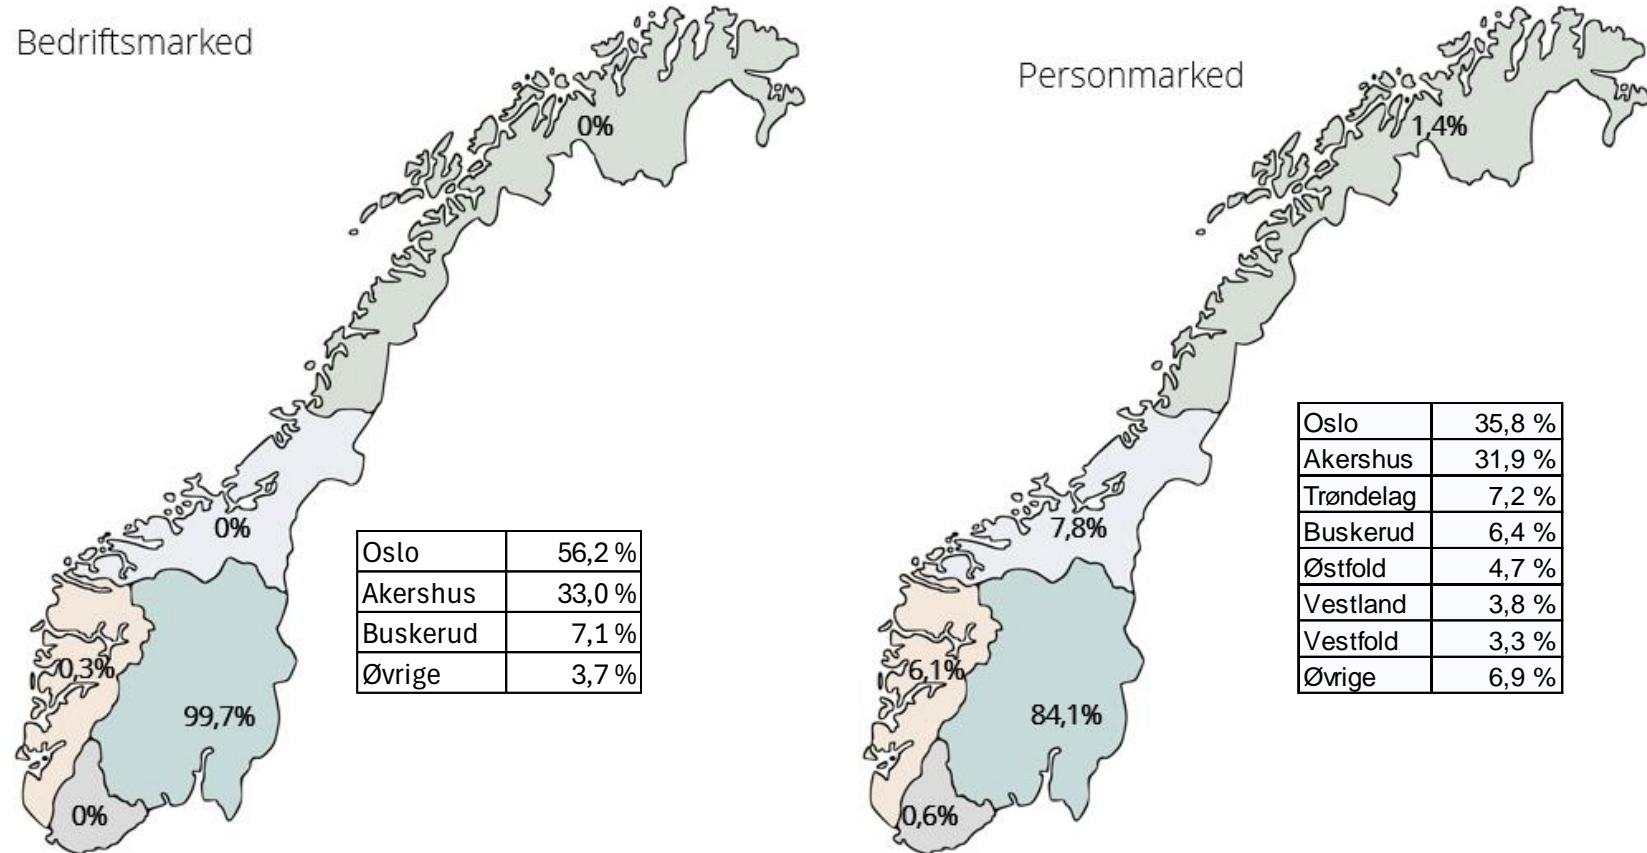 Bedriftsmarked
0%
0%
0,3%
99,7%
0%
Oslo 56,2 %
Akershus 33,0 %
Buskerud 7,1 %
Øvrige 3,7 %
Personmarked
1,4%
7,8%
6,1%
84,1%
0,6%
Oslo 35,8 %
Akershus 31,9 %
Trøndelag 7,2 %
Buskerud 6,4 %
Østfold 4,7 %
Vestland 3,8 %
Vestfold 3,3 %
Øvrige 6,9 %